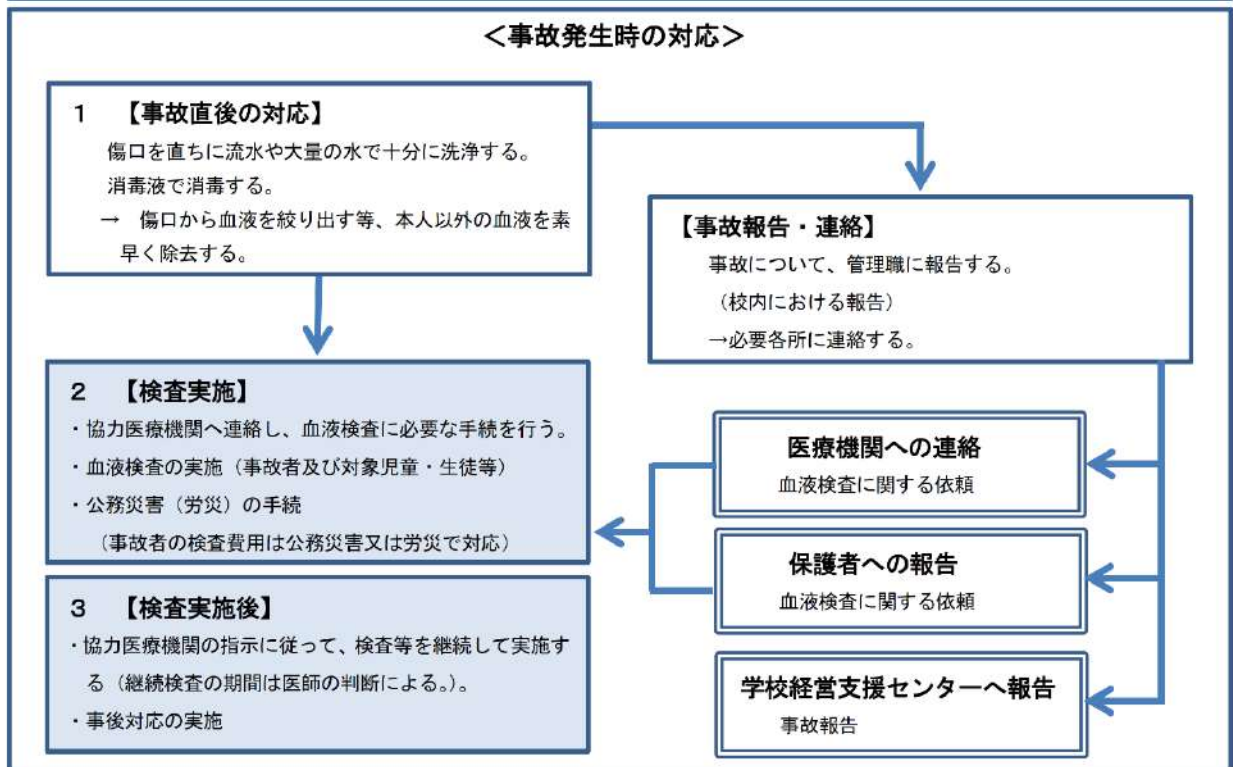 ＜事故発生時の対応＞
１　【事故直後の対応】
傷口を直ちに流水や大量の水で十分に洗浄する。
消毒液で消毒する。
→　傷口から血液を絞り出す等、本人以外の血液を素
早く除去する。
【事故報告・連絡】
事故について、管理職に報告する。
（校内における報告）
→必要各所に連絡する。
２　【検査実施】
・協力医療機関へ連絡し、血液検査に必要な手続を行う。
・血液検査の実施（事故者及び対象児童・生徒等）
・公務災害（労災）の手続
（事故者の検査費用は公務災害又は労災で対応）
医療機関への連絡
血液検査に関する依頼
保護者への報告
血液検査に関する依頼
学校経営支援センターへ報告
事故報告
３　【検査実施後】
・協力医療機関の指示に従って、検査等を継続して実施す
る（継続検査の期間は医師の判断による。）。
・事後対応の実施